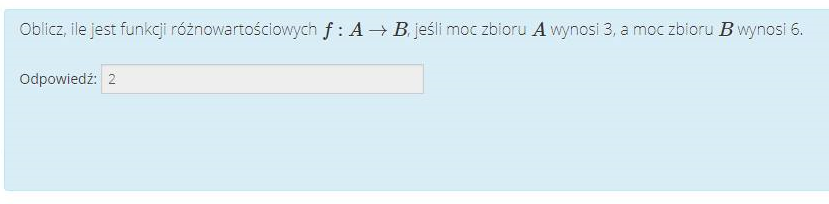 Oblicz, ile jest funkcji różnowartościowych f : A → B, jeśli moc zbioru A wynosi 3, a moc zbioru B wynosi 6.
Odpowiedź: 2